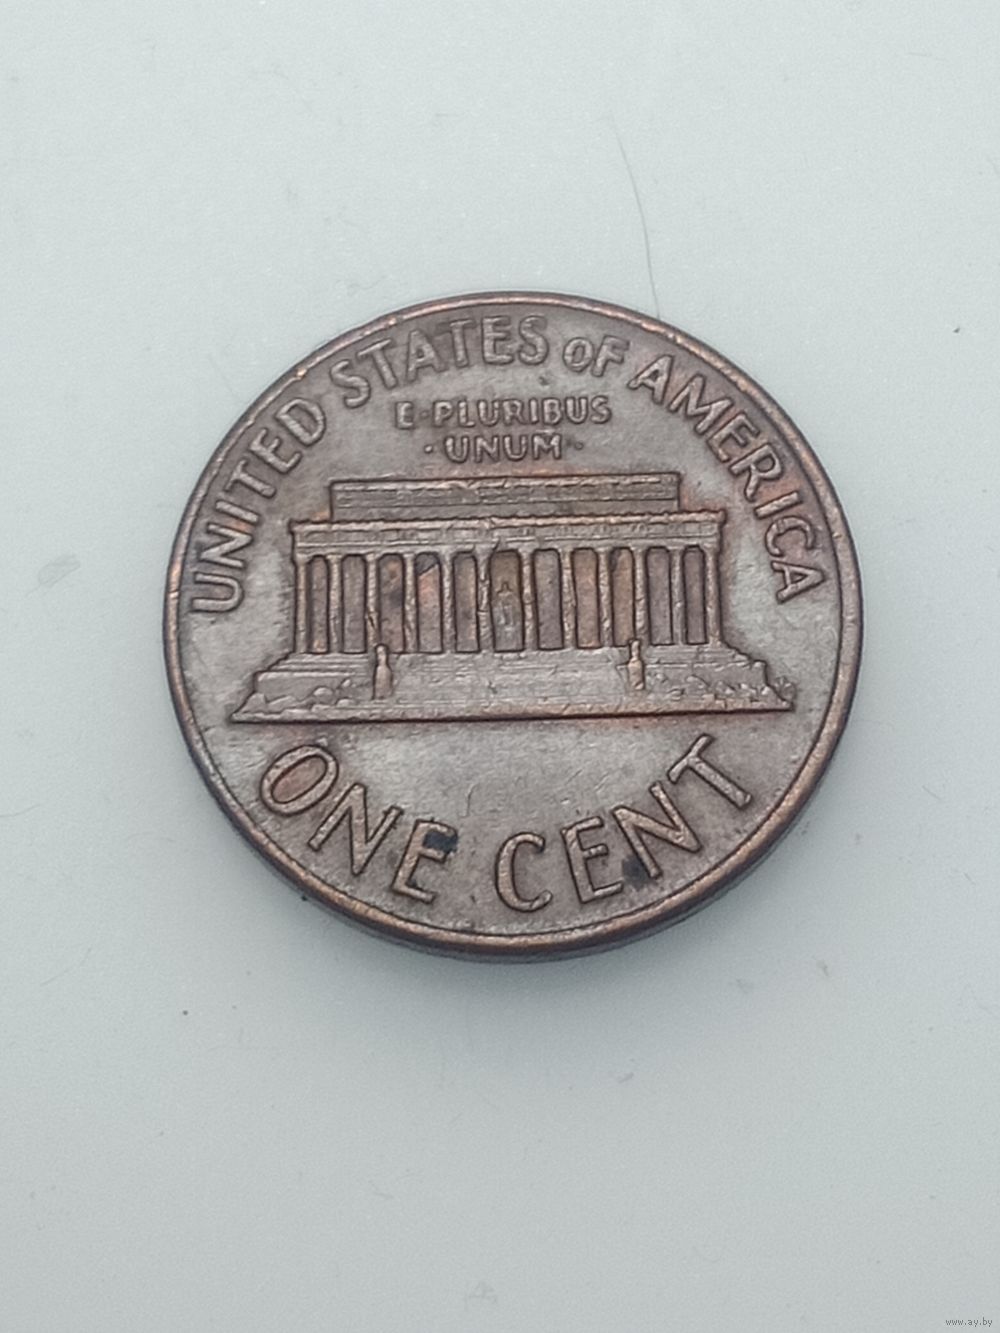 UNITED STATES OF AMERICA
E·PLURIBUS
·UNUM·
ONE CENT
www.ay.by